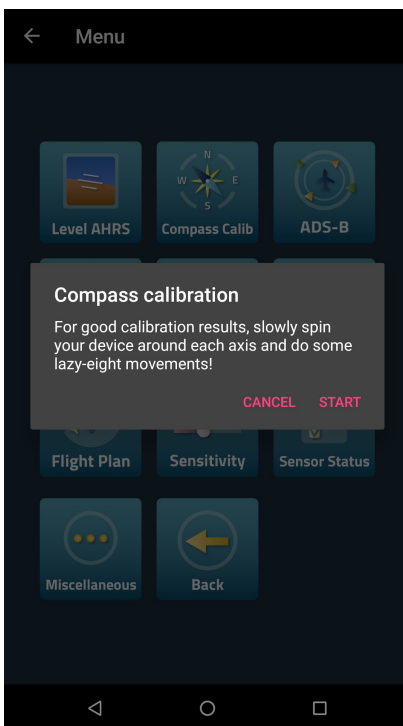 Menu
N
W E
S
Level AHRS Compass Calib ADS-B
Compass calibration
For good calibration results, slowly spin
your device around each axis and do some
lazy-eight movements!
CANCEL START
Flight Plan Sensitivity Sensor Status
Miscellaneous Back